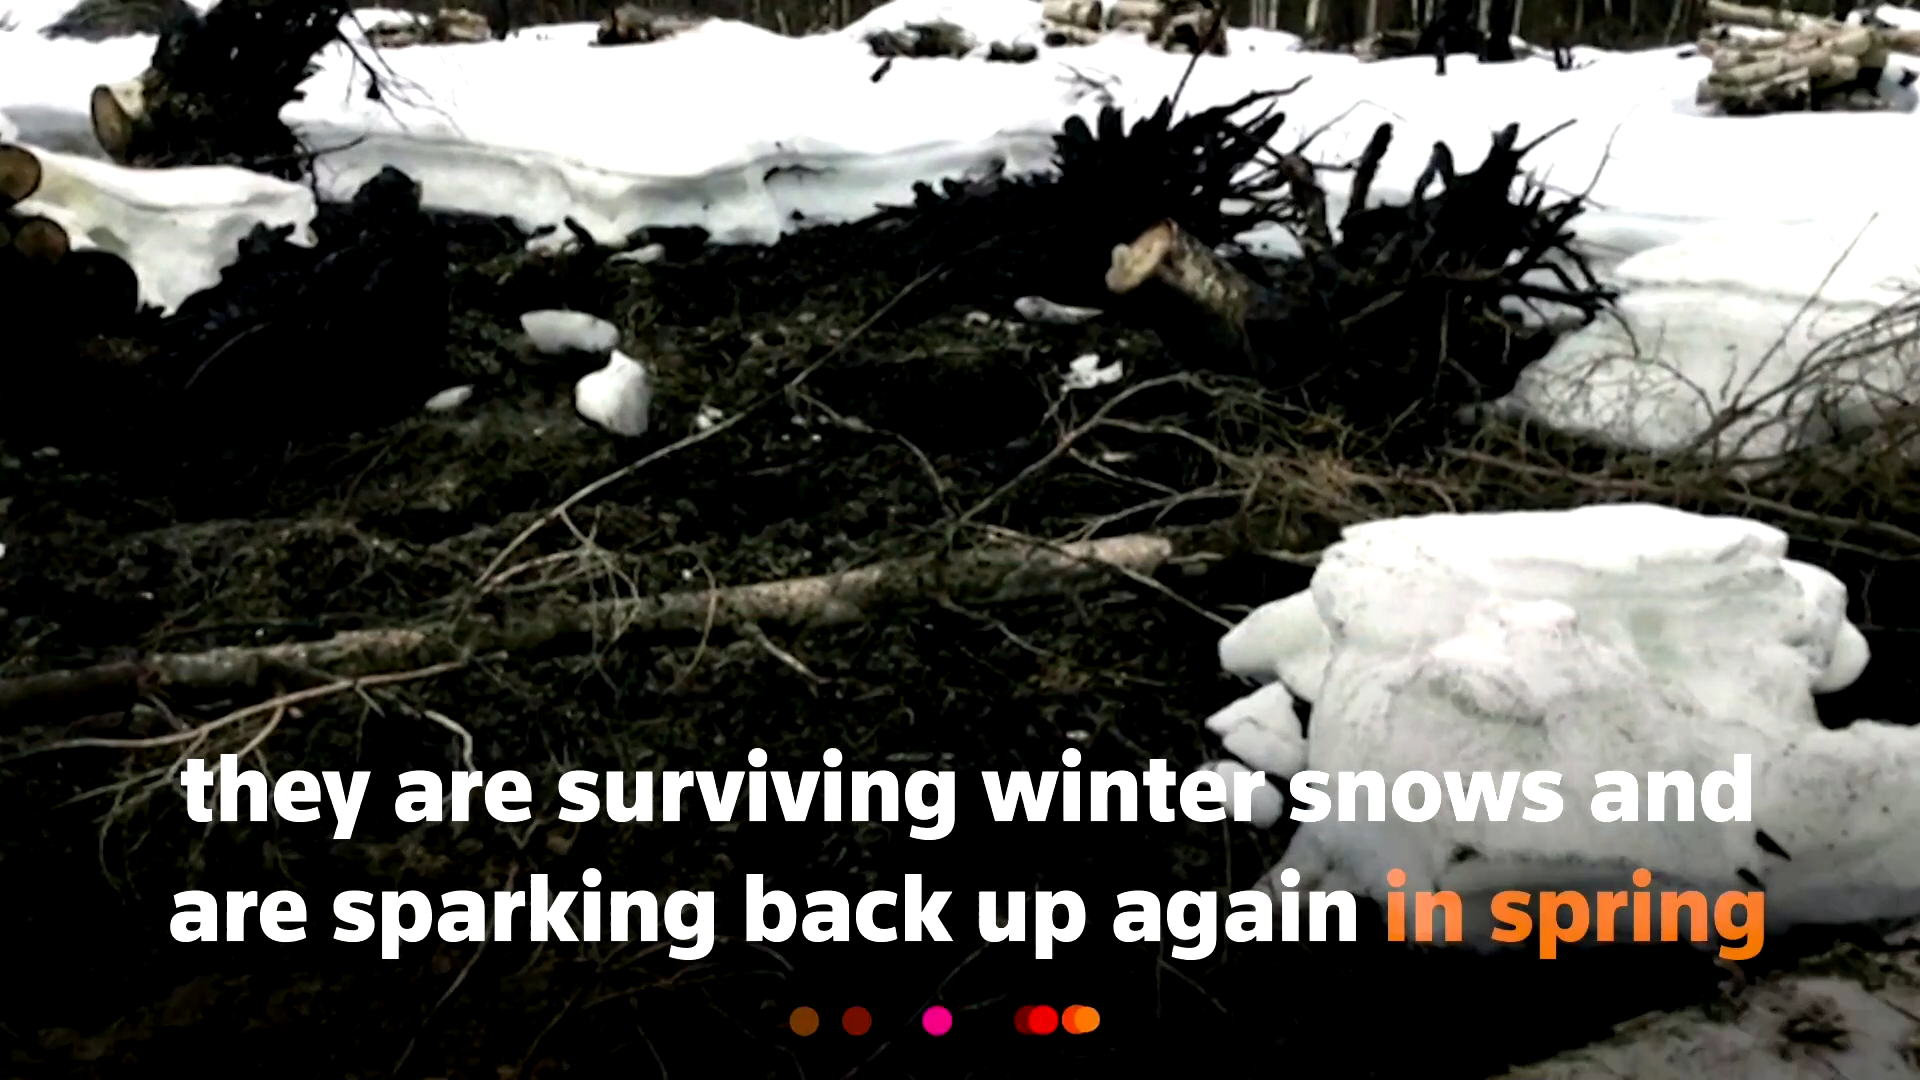 they are surviving winter snows and
are sparking back up again in spring